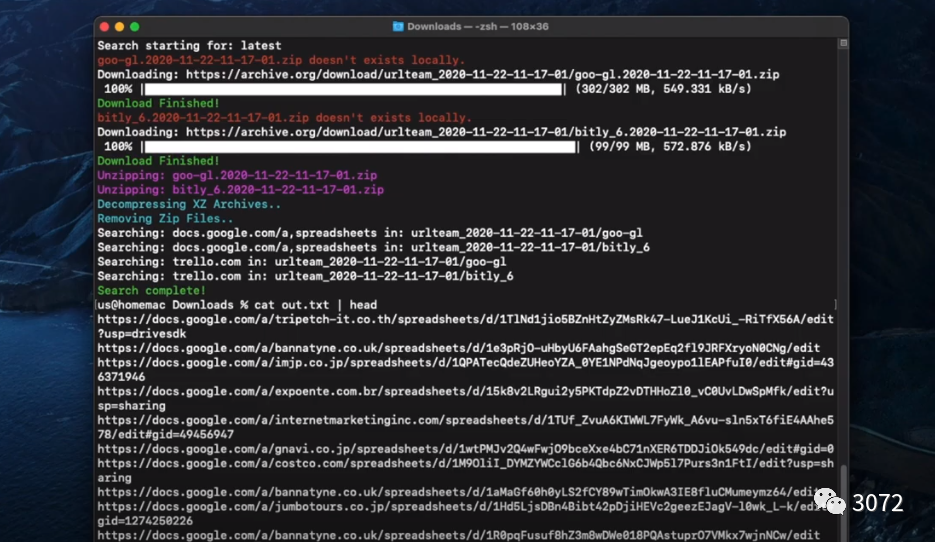 Downloads — -zsh — 108×36
Search starting for: latest
goo-gl.2020-11-22-11-17-01.zip doesn't exists locally.
Downloading: https://archive.org/download/urlteam_2020-11-22-11-17-01/goo-gl.2020-11-22-11-17-01.zip
100% | | (302/302 MB, 549.331 kB/s)
Download Finished!
bitly_6.2020-11-22-11-17-01.zip doesn't exists locally.
Downloading: https://archive.org/download/urlteam_2020-11-22-11-17-01/bitly_6.2020-11-22-11-17-01.zip
100% | | (99/99 MB, 572.876 kB/s)
Download Finished!
Unzipping: goo-gl.2020-11-22-11-17-01.zip
Unzipping: bitly_6.2020-11-22-11-17-01.zip
Decompressing XZ Archives..
Removing Zip Files..
Searching: docs.google.com/a,spreadsheets in: urlteam_2020-11-22-11-17-01/goo-gl
Searching: docs.google.com/a,spreadsheets in: urlteam_2020-11-22-11-17-01/bitly_6
Searching: trello.com in: urlteam_2020-11-22-11-17-01/goo-gl
Searching: trello.com in: urlteam_2020-11-22-11-17-01/bitly_6
Search complete!
[us@homemac Downloads % cat out.txt | head ]
https://docs.google.com/a/tripetch-it.co.th/spreadsheets/d/1TlNd1jio5BZnHtZyZMsRk47-LueJ1KcUi_-RiTfX56A/edit
?usp=drivesdk
https://docs.google.com/a/bannatyne.co.uk/spreadsheets/d/1e3pRjO-uHbyU6FAahgSeGT2epEq2fl9JRFXryoN0CNg/edit
https://docs.google.com/a/imjp.co.jp/spreadsheets/d/1QPATecQdeZUHeoYZA_0YE1NPdNqJgeoypo1lEAPfuI0/edit#gid=43
6371946
https://docs.google.com/a/expoente.com.br/spreadsheets/d/15k8v2LRgui2y5PKTdpZ2vDTHHoZl0_vC0UvLDwSpMfk/edit?u
sp=sharing
https://docs.google.com/a/internetmarketinginc.com/spreadsheets/d/1TUf_ZvuA6KIWWL7FyWk_A6vu-sln5xT6fiE4AAhe5
78/edit#gid=49456947
https://docs.google.com/a/gnavi.co.jp/spreadsheets/d/1wtPMJv2Q4wFwjO9bceXxe4bC71nXER6TDDJiOk549dc/edit#gid=0
https://docs.google.com/a/costco.com/spreadsheets/d/1M9OliI_DYMZYWCclG6b4Qbc6NxCJWp5l7Purs3n1FtI/edit?usp=sh
aring
https://docs.google.com/a/bannatyne.co.uk/spreadsheets/d/1aMaGf60h0yLS2fCY89wTimOkwA3IE8fluCMumeymz64/edit
https://docs.google.com/a/jumbotours.co.jp/spreadsheets/d/1Hd5LjsDBn4Bibt42pDjiHEVc2geezEJagV-l0wk_L-k/edit
gid=1274250226
https://docs.google.com/a/bannatyne.co.uk/spreadsheets/d/1R0pqFusuf8hZ3m8wDWe018PQAstuprO7VMkx7wjnNCw/edit
3072